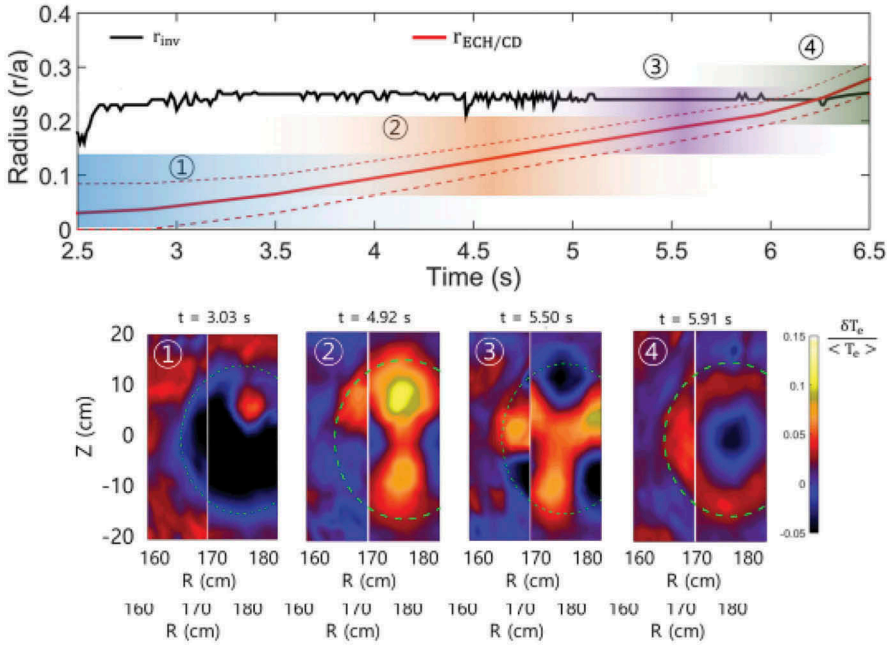 0.4
r_inv
r_ECH/CD
④
③
②
①
0.3
0.2
0.1
0
Radius (r/a)
2.5 3 3.5 4 4.5 5 5.5 6 6.5
Time (s)
t = 3.03 s t = 4.92 s t = 5.50 s t = 5.91 s
δT_e
< T_e >
① ② ③ ④
20
10
0
-10
-20
Z (cm)
0.15
0.1
0.05
0
-0.05
160 170 180 160 170 180 160 170 180 160 170 180
R (cm) R (cm) R (cm) R (cm)
160 170 180 160 170 180 160 170 180
R (cm) R (cm) R (cm)